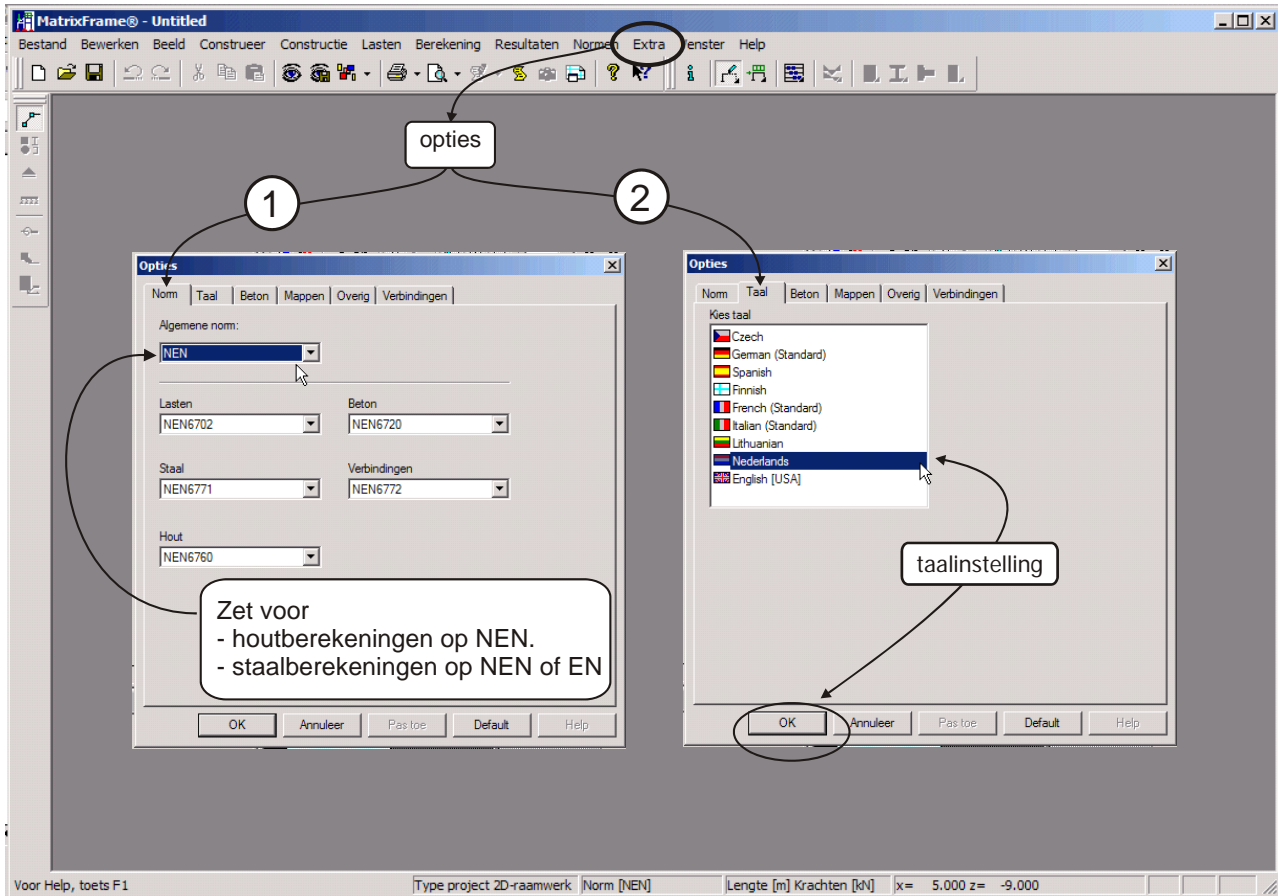 MatrixFrame® - Untitled
Bestand Bewerken Beeld Construeer Constructie Lasten Berekening Resultaten Normen Extra Venster Help
opties
1
2
Opties
Norm Taal Beton Mappen Overig Verbindingen
Algemene norm:
NEN
Lasten Beton
NEN6702 NEN6720
Staal Verbindingen
NEN6771 NEN6772
Hout
NEN6760
Zet voor
- houtberekeningen op NEN.
- staalberekeningen op NEN of EN
OK Annuleer Pas toe Default Help
Opties
Norm Taal Beton Mappen Overig Verbindingen
Kies taal
Czech
German (Standard)
Spanish
Finnish
French (Standard)
Italian (Standard)
Lithuanian
Nederlands
English [USA]
taalinstelling
OK Annuleer Pas toe Default Help
Voor Help, toets F1 Type project 2D-raamwerk Norm [NEN] Lengte [m] Krachten [kN] x= 5.000 z= -9.000